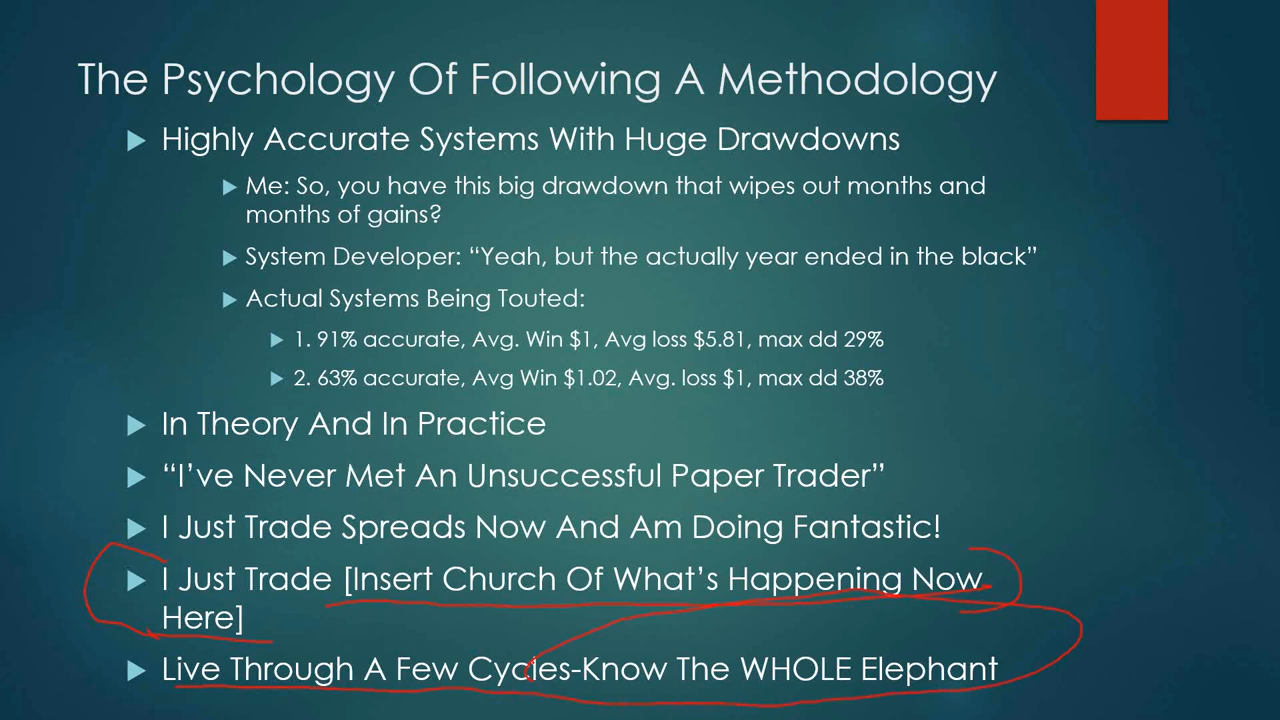 The Psychology Of Following A Methodology
Highly Accurate Systems With Huge Drawdowns
Me: So, you have this big drawdown that wipes out months and
months of gains?
System Developer: “Yeah, but the actually year ended in the black”
Actual Systems Being Touted:
1. 91% accurate, Avg. Win $1, Avg loss $5.81, max dd 29%
2. 63% accurate, Avg Win $1.02, Avg. loss $1, max dd 38%
In Theory And In Practice
“I’ve Never Met An Unsuccessful Paper Trader”
I Just Trade Spreads Now And Am Doing Fantastic!
I Just Trade [Insert Church Of What’s Happening Now
Here]
Live Through A Few Cycles-Know The WHOLE Elephant